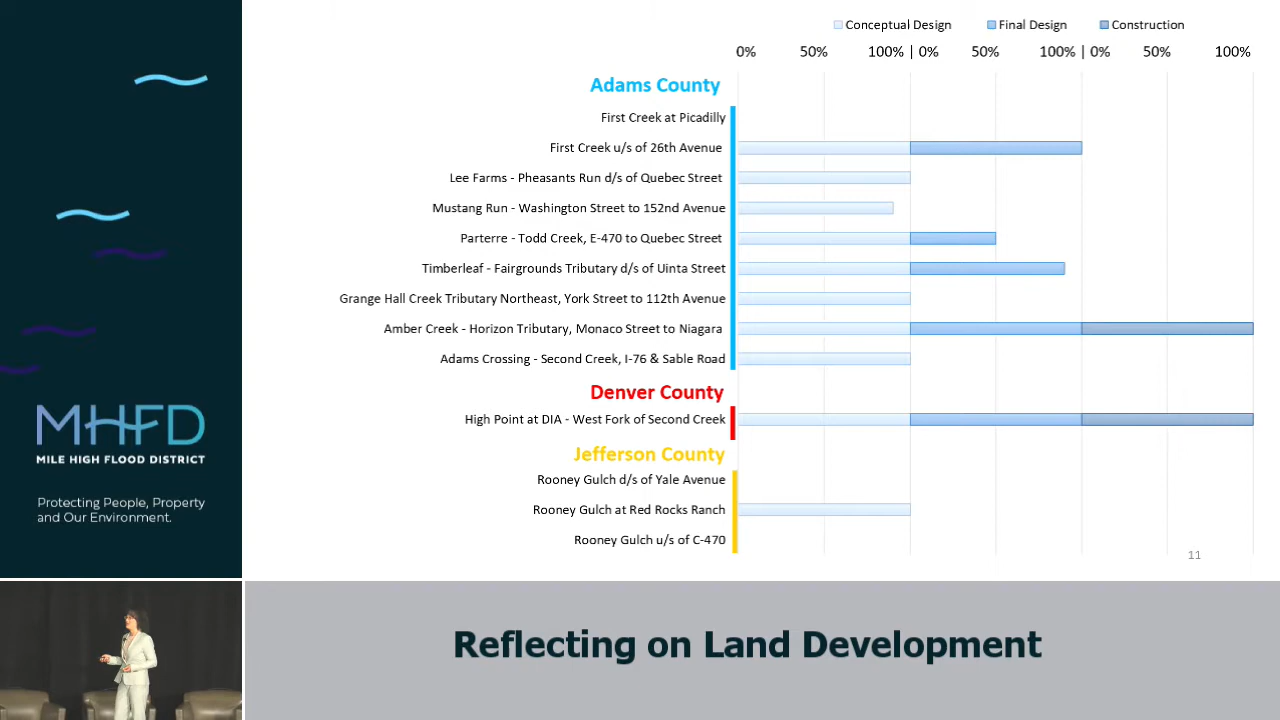 Conceptual Design Final Design Construction
0% 50% 100% | 0% 50% 100% | 0% 50% 100%
Adams County
First Creek at Picadilly
First Creek u/s of 26th Avenue
Lee Farms - Pheasants Run d/s of Quebec Street
Mustang Run - Washington Street to 152nd Avenue
Parterre - Todd Creek, E-470 to Quebec Street
Timberleaf - Fairgrounds Tributary d/s of Uinta Street
Grange Hall Creek Tributary Northeast, York Street to 112th Avenue
Amber Creek - Horizon Tributary, Monaco Street to Niagara
Adams Crossing - Second Creek, I-76 & Sable Road
Denver County
High Point at DIA - West Fork of Second Creek
Jefferson County
Rooney Gulch d/s of Yale Avenue
Rooney Gulch at Red Rocks Ranch
Rooney Gulch u/s of C-470
11
MHFD
MILE HIGH FLOOD DISTRICT
Protecting People, Property
and Our Environment.
Reflecting on Land Development